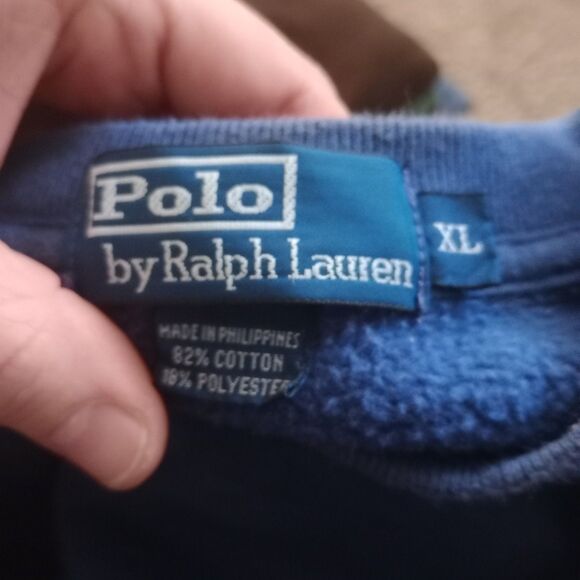 Polo
by Ralph Lauren
XL
MADE IN PHILIPPINES
82% COTTON
18% POLYESTER